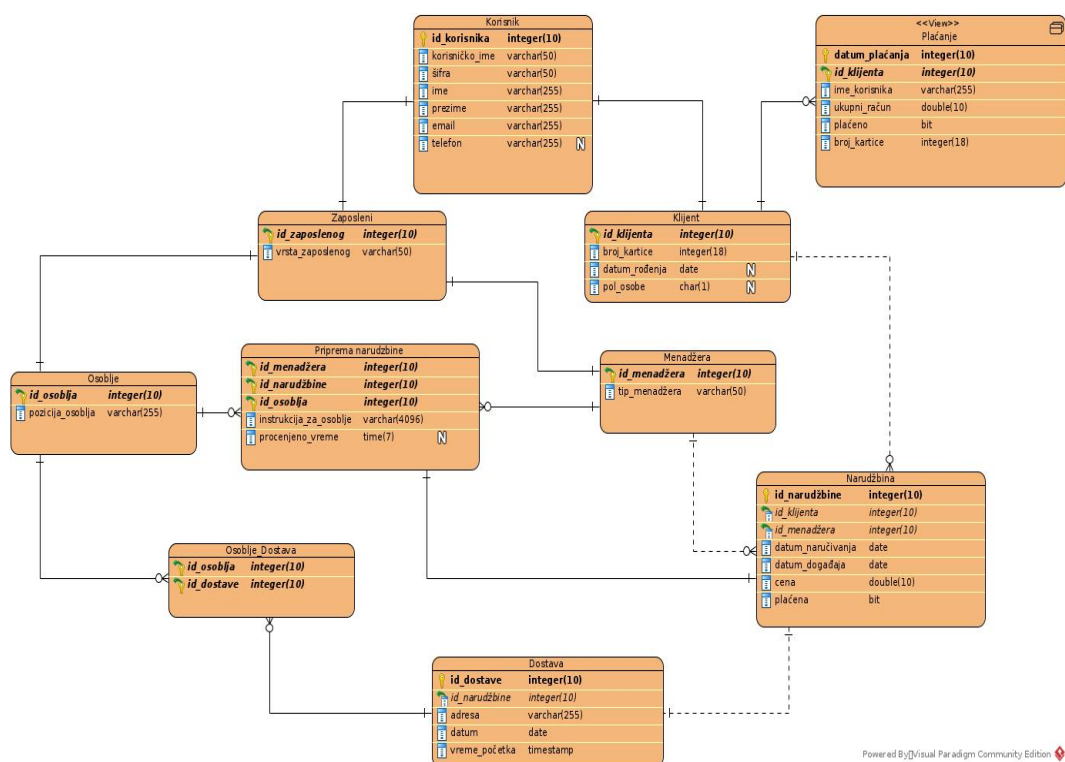 Korisnik
id_korisnika integer(10)
korisničko_ime varchar(50)
šifra varchar(50)
ime varchar(255)
prezime varchar(255)
email varchar(255)
telefon varchar(255) N
<<View>>
Plaćanje
datum_plaćanja integer(10)
id_klijenta integer(10)
ime_korisnika varchar(255)
ukupni_račun double(10)
plaćeno bit
broj_kartice integer(18)
Zaposleni
id_zaposlenog integer(10)
vrsta_zaposlenog varchar(50)
Klijent
id_klijenta integer(10)
broj_kartice integer(18)
datum_rođenja date N
pol_osobe char(1) N
Osoblje
id_osoblja integer(10)
pozicija_osoblja varchar(255)
Priprema narudzbine
id_menadžera integer(10)
id_narudžbine integer(10)
id_osoblja integer(10)
instrukcija_za_osoblje varchar(4096)
procenjeno_vreme time(7) N
Menadžera
id_menadžera integer(10)
tip_menadžera varchar(50)
Narudžbina
id_narudžbine integer(10)
id_klijenta integer(10)
id_menadžera integer(10)
datum_naručivanja date
datum_događaja date
cena double(10)
plaćena bit
Osoblje_Dostava
id_osoblja integer(10)
id_dostave integer(10)
Dostava
id_dostave integer(10)
id_narudžbine integer(10)
adresa varchar(255)
datum date
vreme_početka timestamp
Powered By Visual Paradigm Community Edition